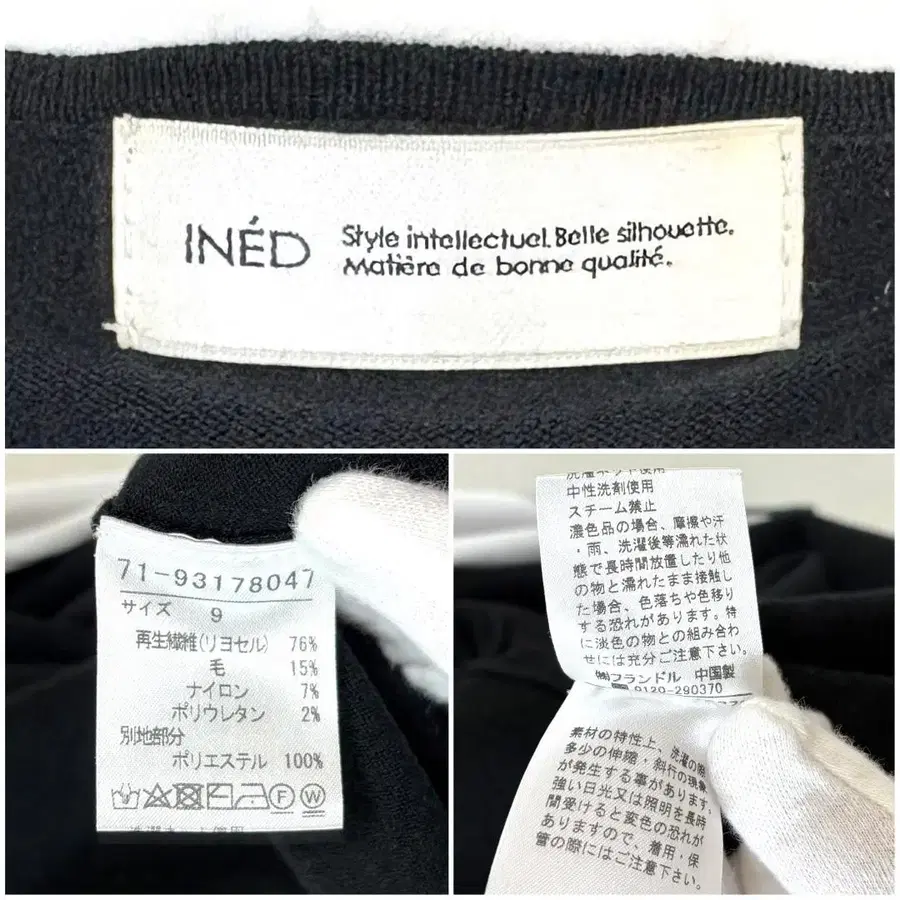 INÉD
Style intellectuel. Belle silhouette.
Matière de bonne qualité.
71-93178047
サイズ 9
再生繊維(リヨセル) 76%
毛 15%
ナイロン 7%
ポリウレタン 2%
別地部分
ポリエステル 100%
F W
洗濯ネット使用
中性洗剤使用
スチーム禁止
濃色品の場合、摩擦や汗
・雨、洗濯後等濡れた状
態で長時間放置したり他
の物と濡れたまま接触し
た場合、色落ちや色移り
する恐れがあります。特
に淡色の物との組み合わ
せには充分ご注意下さい。
㈱フランドル 中国製
0120-290370
素材の特性上、洗濯の際
多少の伸縮・斜行の現象
が発生する事があります
強い日光又は照明を長時
間受けると変色の恐れが
ありますので、着用・保
管の際にはご注意下さい。